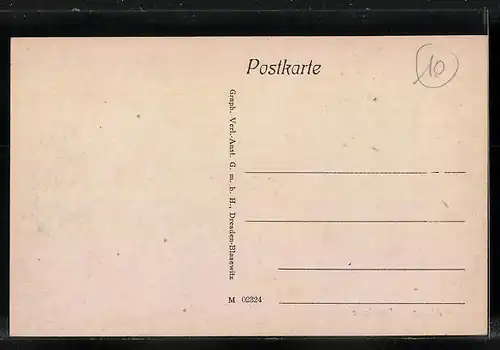 Postkarte
10
Graph. Verl.-Anst. G. m. b. H., Dresden-Blasewitz
M 02324